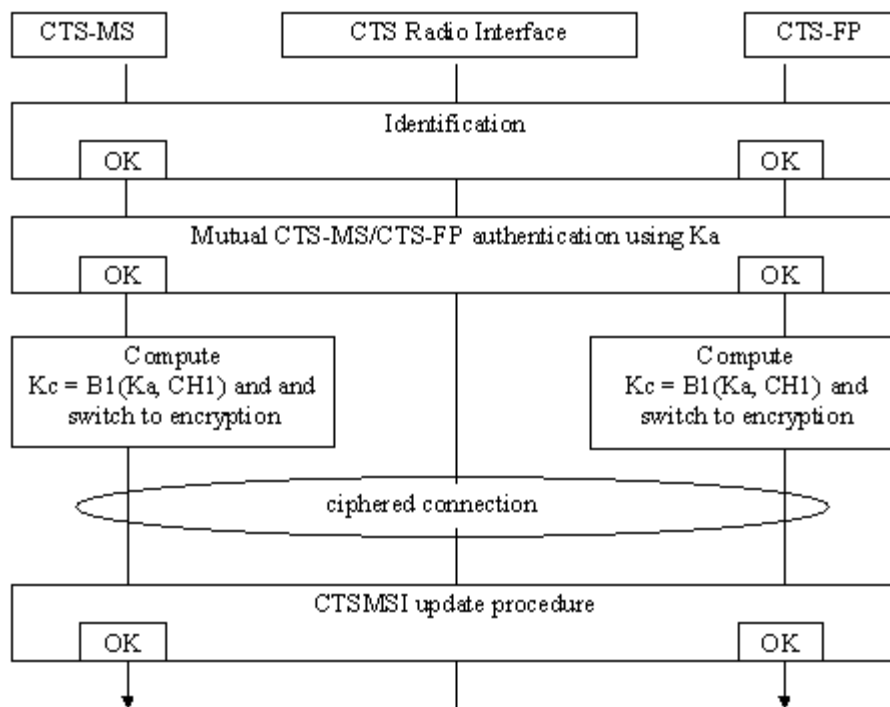 CTS-MS
CTS Radio Interface
CTS-FP
Identification
OK
OK
Mutual CTS-MS/CTS-FP authentication using Ka
OK
OK
Compute
Kc = B1(Ka, CH1) and and
switch to encryption
Compute
Kc = B1(Ka, CH1) and
switch to encryption
ciphered connection
CTSMSI update procedure
OK
OK